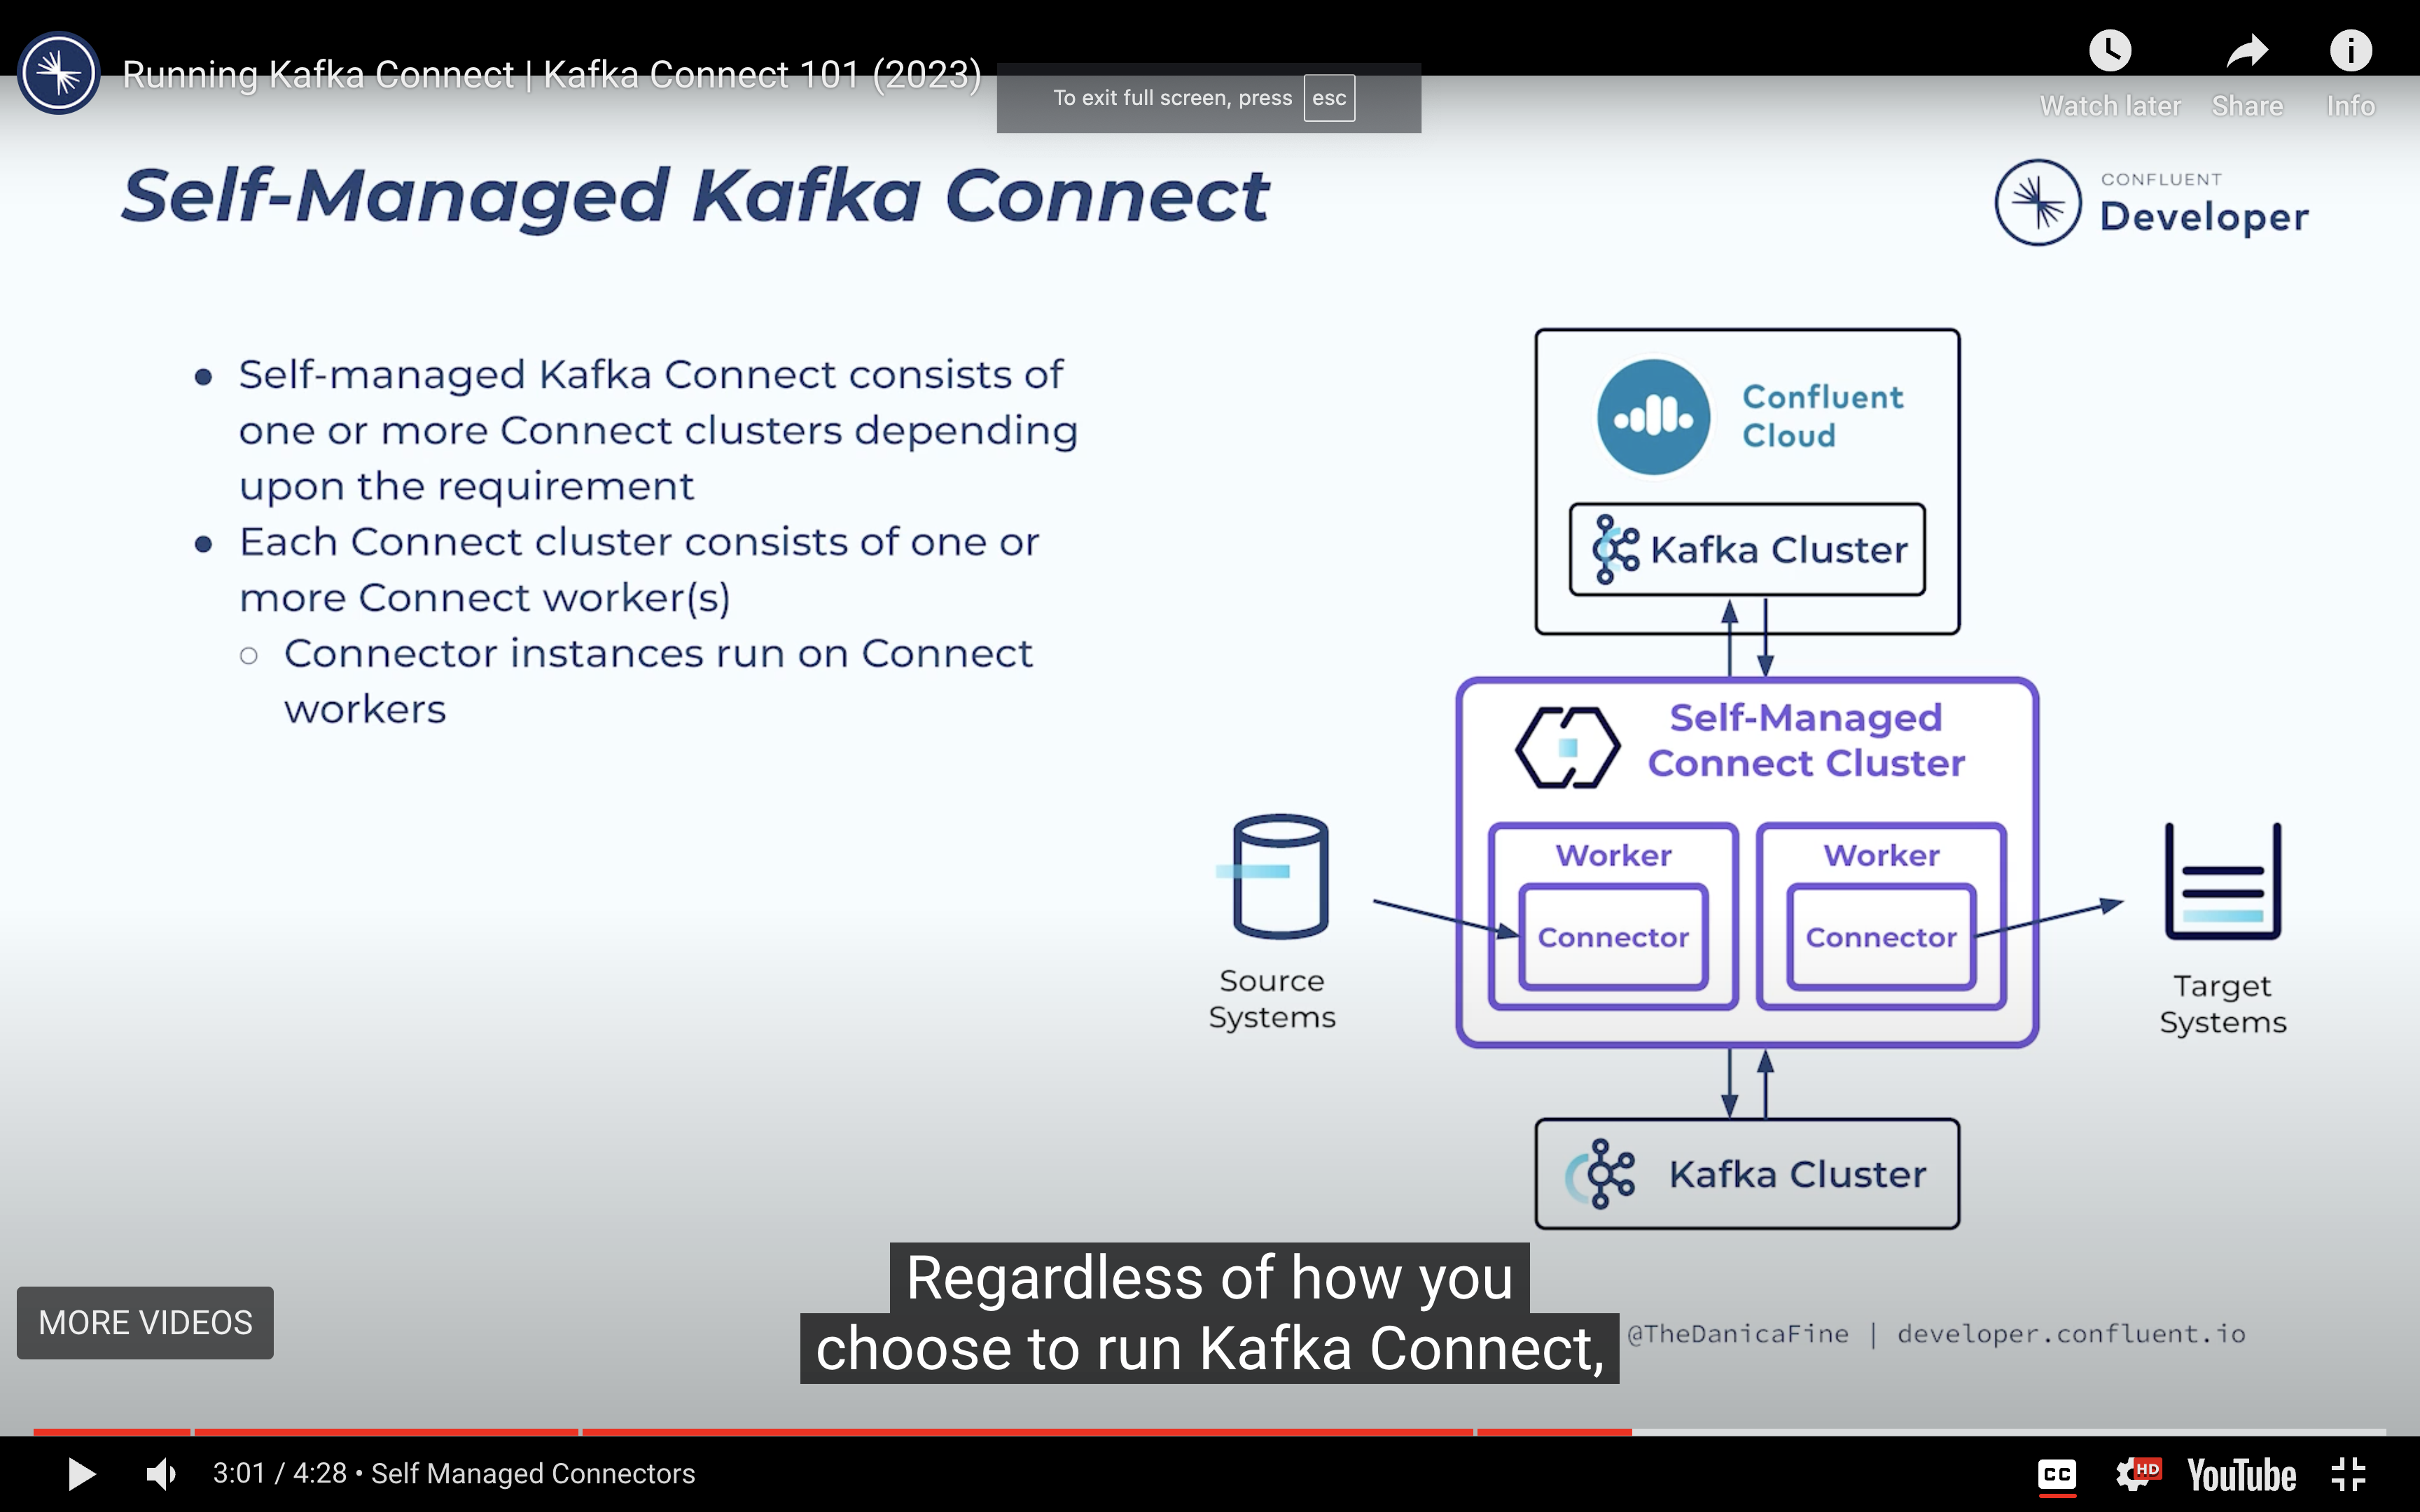 Running Kafka Connect | Kafka Connect 101 (2023)
To exit full screen, press esc
Watch later Share Info
Self-Managed Kafka Connect
CONFLUENT
Developer
● Self-managed Kafka Connect consists of
one or more Connect clusters depending
upon the requirement
● Each Connect cluster consists of one or
more Connect worker(s)
○ Connector instances run on Connect
workers
Confluent
Cloud
Kafka Cluster
Self-Managed
Connect Cluster
Worker
Worker
Connector
Connector
Source
Systems
Target
Systems
Kafka Cluster
Regardless of how you
choose to run Kafka Connect,
MORE VIDEOS
@TheDanicaFine | developer.confluent.io
3:01 / 4:28 • Self Managed Connectors
CC
HD
YouTube